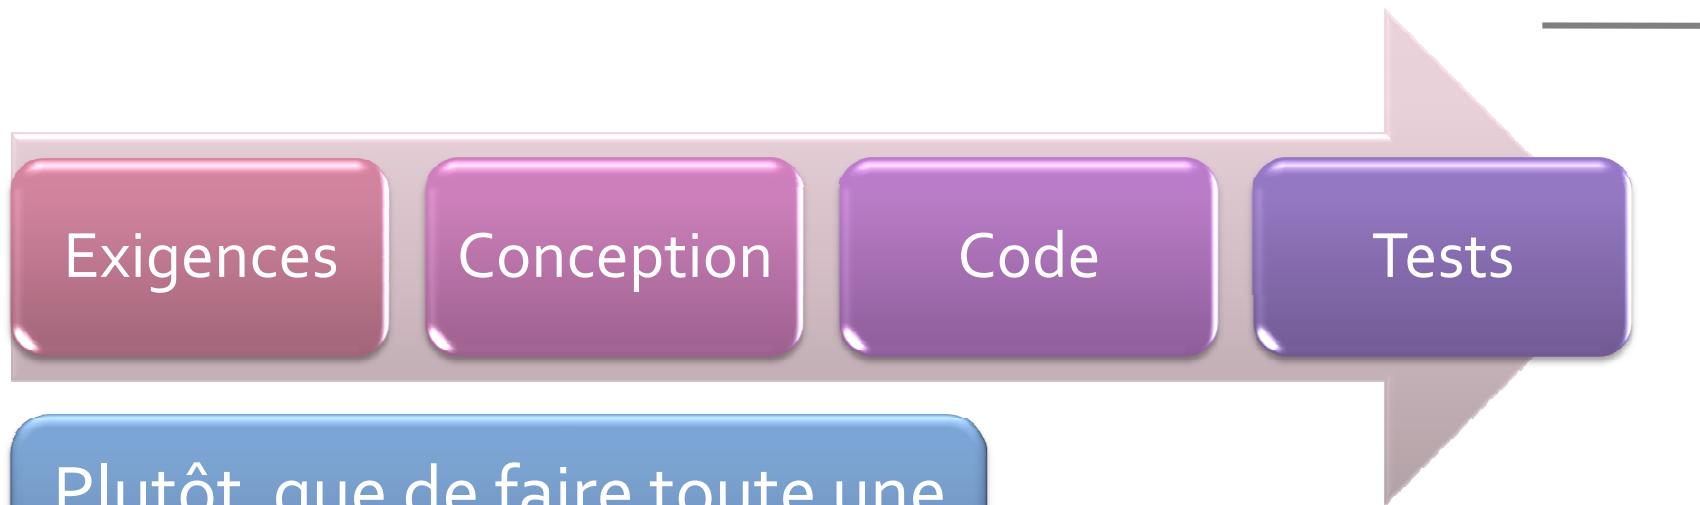 Exigences
Conception
Code
Tests
Plutôt que de faire toute une